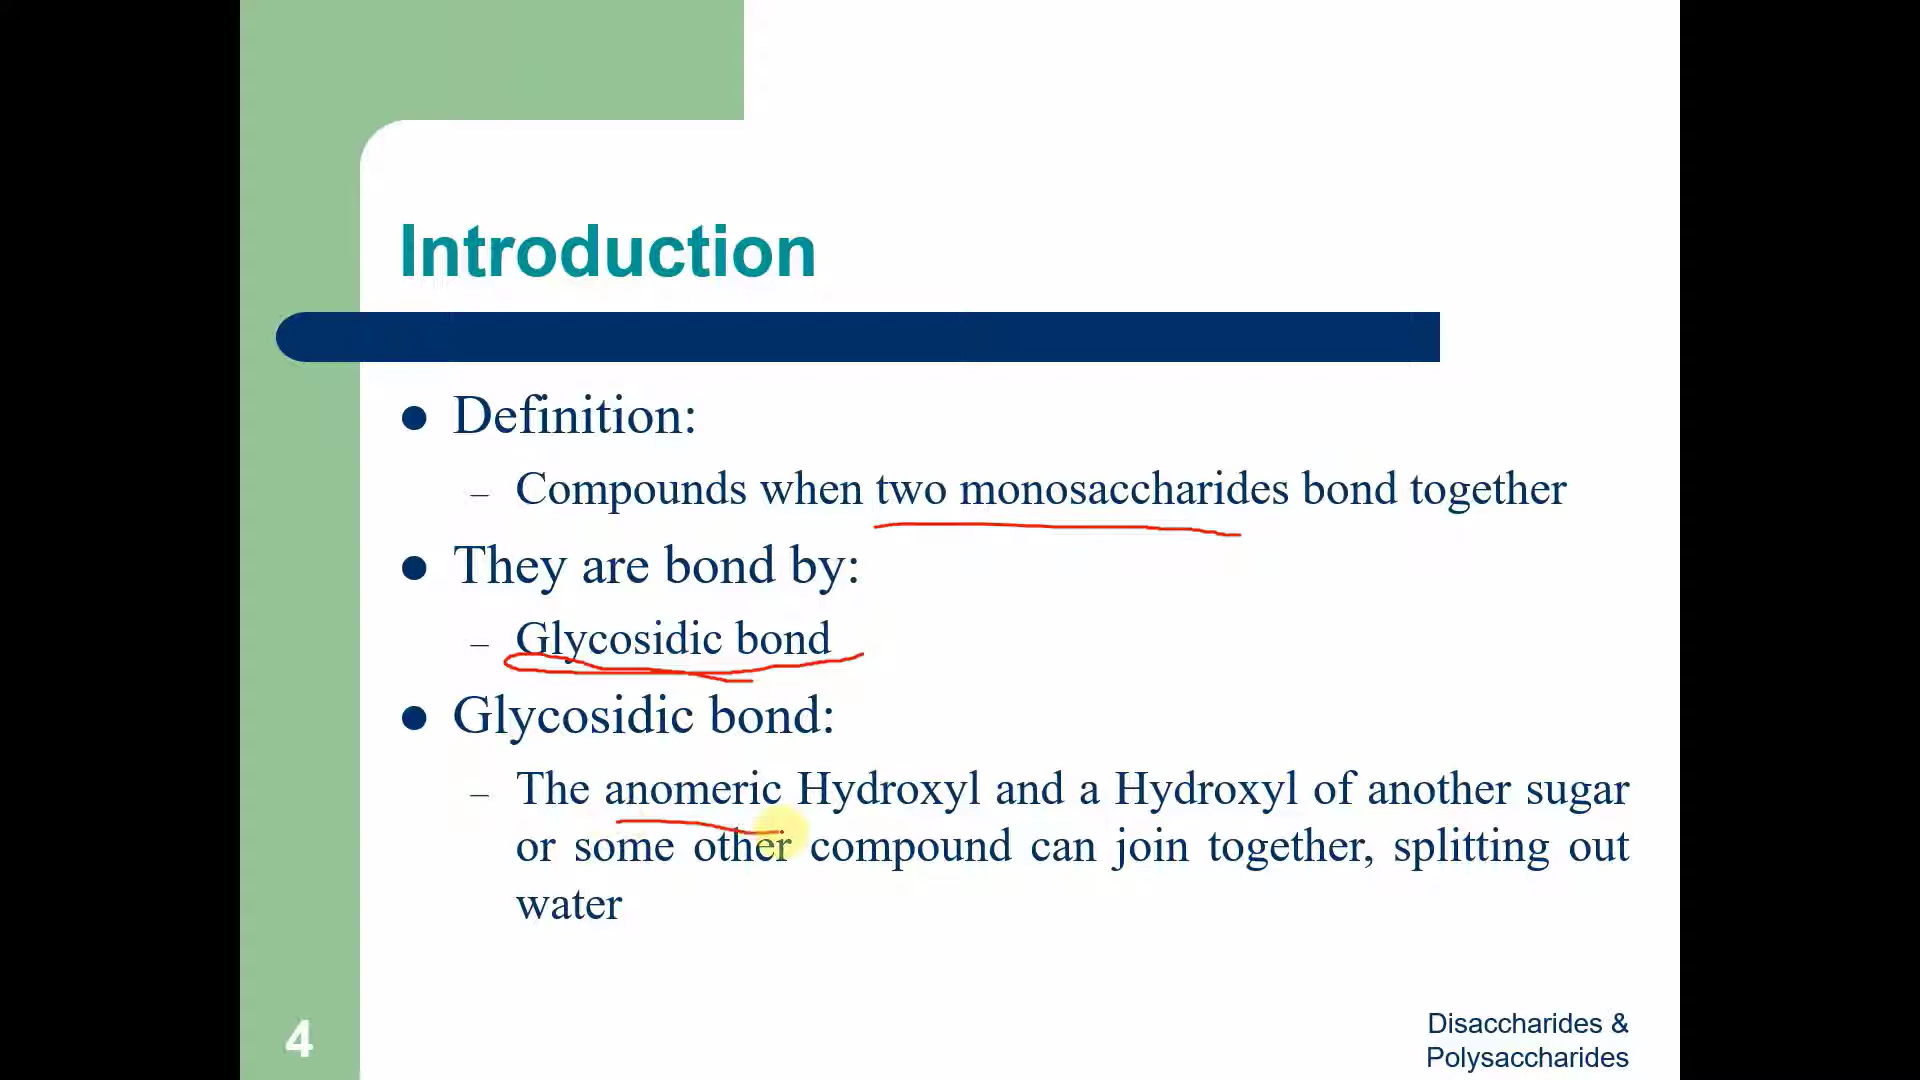 Introduction
Definition:
– Compounds when two monosaccharides bond together
They are bond by:
– Glycosidic bond
Glycosidic bond:
– The anomeric Hydroxyl and a Hydroxyl of another sugar
or some other compound can join together, splitting out
water
4
Disaccharides &
Polysaccharides